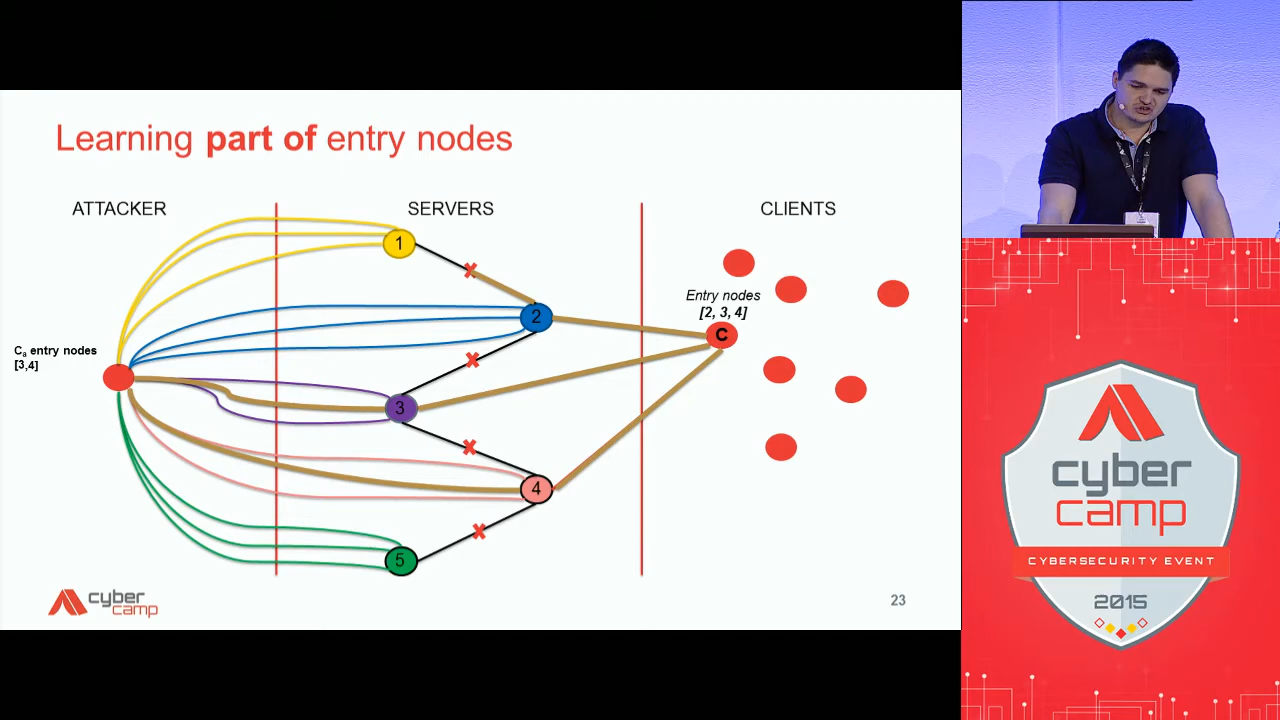 Learning part of entry nodes
ATTACKER
SERVERS
CLIENTS
1
2
Entry nodes
[2, 3, 4]
C
Cₐ entry nodes
[3,4]
3
4
5
cyber
camp
23
cyber
camp
CYBERSECURITY EVENT
2015